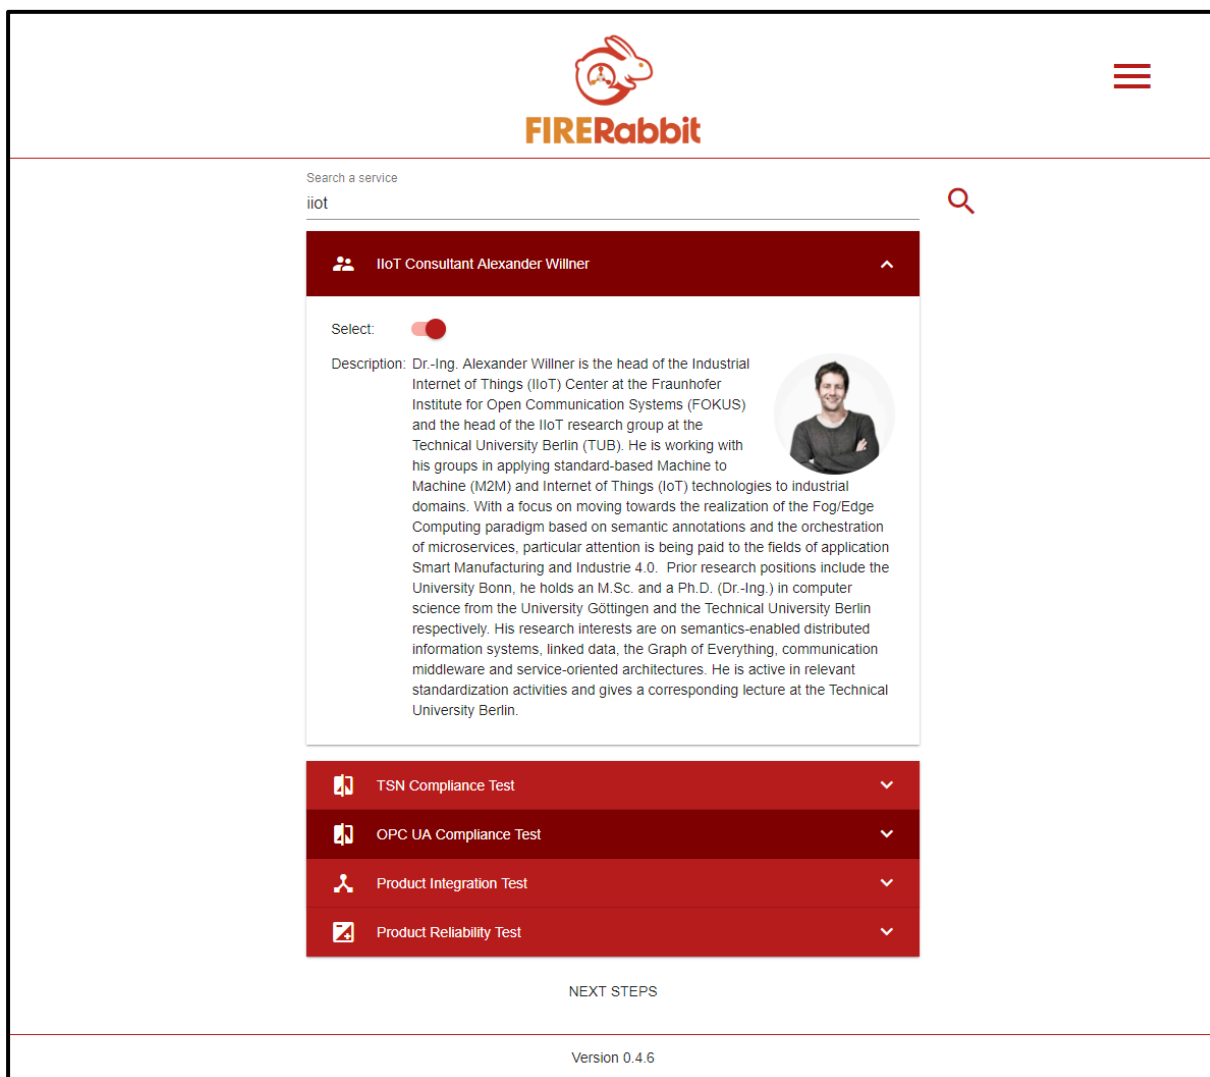 FIRERabbit
Search a service
iiot
IIoT Consultant Alexander Willner
Select:
Description: Dr.-Ing. Alexander Willner is the head of the Industrial
Internet of Things (IIoT) Center at the Fraunhofer
Institute for Open Communication Systems (FOKUS)
and the head of the IIoT research group at the
Technical University Berlin (TUB). He is working with
his groups in applying standard-based Machine to
Machine (M2M) and Internet of Things (IoT) technologies to industrial
domains. With a focus on moving towards the realization of the Fog/Edge
Computing paradigm based on semantic annotations and the orchestration
of microservices, particular attention is being paid to the fields of application
Smart Manufacturing and Industrie 4.0.  Prior research positions include the
University Bonn, he holds an M.Sc. and a Ph.D. (Dr.-Ing.) in computer
science from the University Göttingen and the Technical University Berlin
respectively. His research interests are on semantics-enabled distributed
information systems, linked data, the Graph of Everything, communication
middleware and service-oriented architectures. He is active in relevant
standardization activities and gives a corresponding lecture at the Technical
University Berlin.
TSN Compliance Test
OPC UA Compliance Test
Product Integration Test
Product Reliability Test
NEXT STEPS
Version 0.4.6